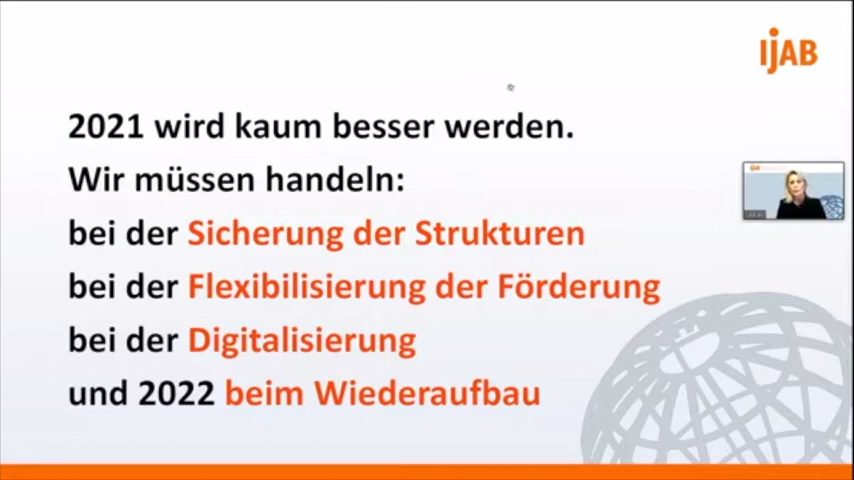 IJAB
2021 wird kaum besser werden.
Wir müssen handeln:
bei der Sicherung der Strukturen
bei der Flexibilisierung der Förderung
bei der Digitalisierung
und 2022 beim Wiederaufbau